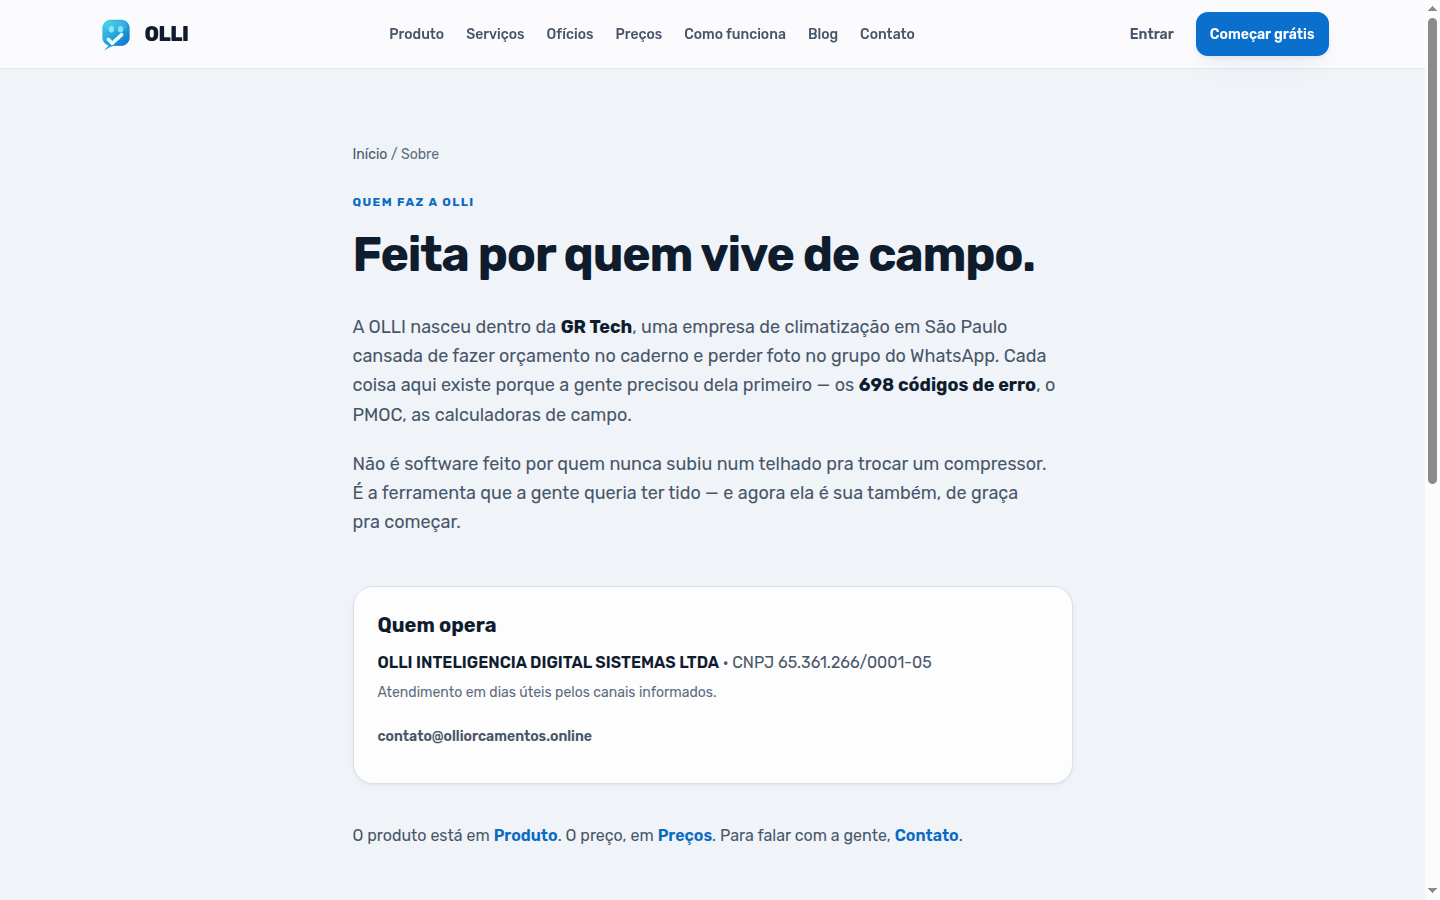 OLLI
Produto
Serviços
Ofícios
Preços
Como funciona
Blog
Contato
Entrar
Começar grátis
Início / Sobre
QUEM FAZ A OLLI
Feita por quem vive de campo.
A OLLI nasceu dentro da GR Tech, uma empresa de climatização em São Paulo
cansada de fazer orçamento no caderno e perder foto no grupo do WhatsApp. Cada
coisa aqui existe porque a gente precisou dela primeiro — os 698 códigos de erro, o
PMOC, as calculadoras de campo.
Não é software feito por quem nunca subiu num telhado pra trocar um compressor.
É a ferramenta que a gente queria ter tido — e agora ela é sua também, de graça
pra começar.
Quem opera
OLLI INTELIGENCIA DIGITAL SISTEMAS LTDA • CNPJ 65.361.266/0001-05
Atendimento em dias úteis pelos canais informados.
contato@olliorcamentos.online
O produto está em Produto. O preço, em Preços. Para falar com a gente, Contato.